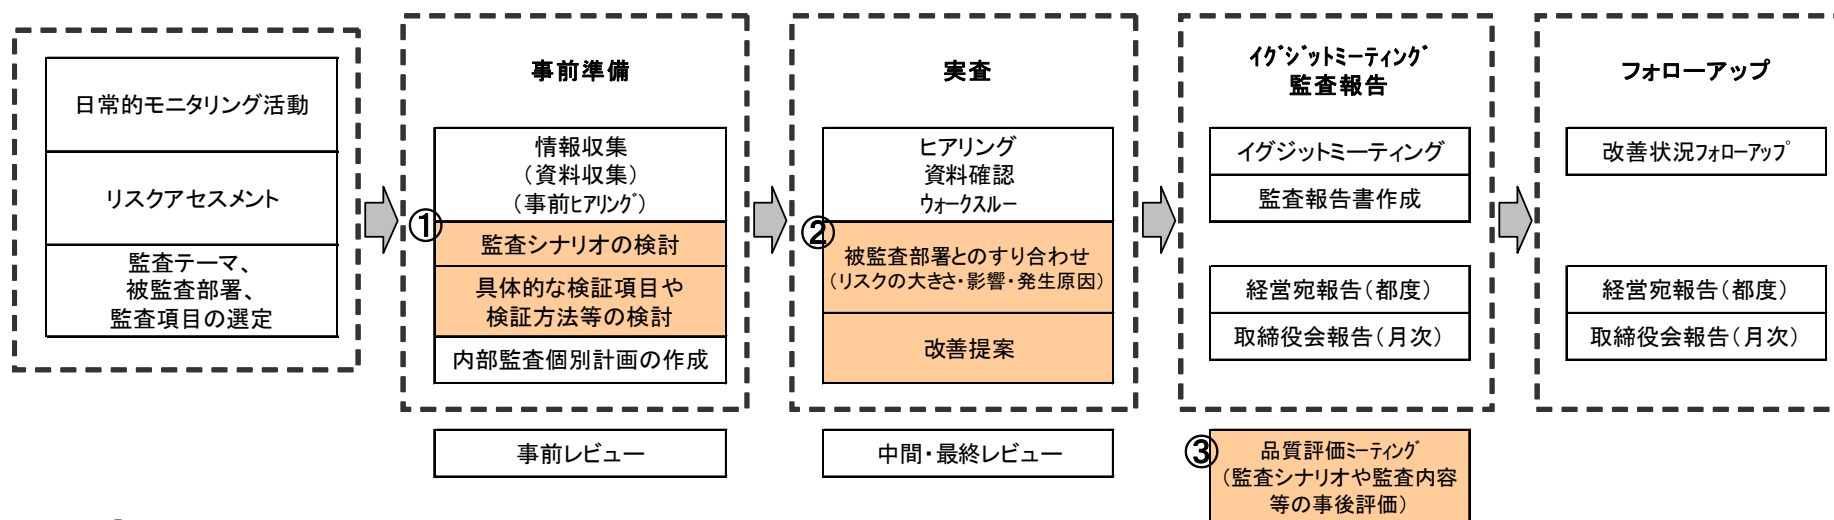 日常的モニタリング活動
リスクアセスメント
監査テーマ、
被監査部署、
監査項目の選定
事前準備
情報収集
（資料収集）
（事前ﾋｱﾘﾝｸﾞ）
①
監査シナリオの検討
具体的な検証項目や
検証方法等の検討
内部監査個別計画の作成
事前レビュー
実査
ヒアリング
資料確認
ｳｫｰｸｽﾙｰ
②
被監査部署とのすり合わせ
（リスクの大きさ・影響・発生原因）
改善提案
中間・最終レビュー
ｲｸﾞｼﾞｯﾄﾐｰﾃｨﾝｸﾞ
監査報告
イグジットミーティング
監査報告書作成
経営宛報告（都度）
取締役会報告（月次）
③
品質評価ﾐｰﾃｨﾝｸﾞ
（監査シナリオや監査内容
等の事後評価）
フォローアップ
改善状況ﾌｫﾛｰｱｯﾌﾟ
経営宛報告（都度）
取締役会報告（月次）